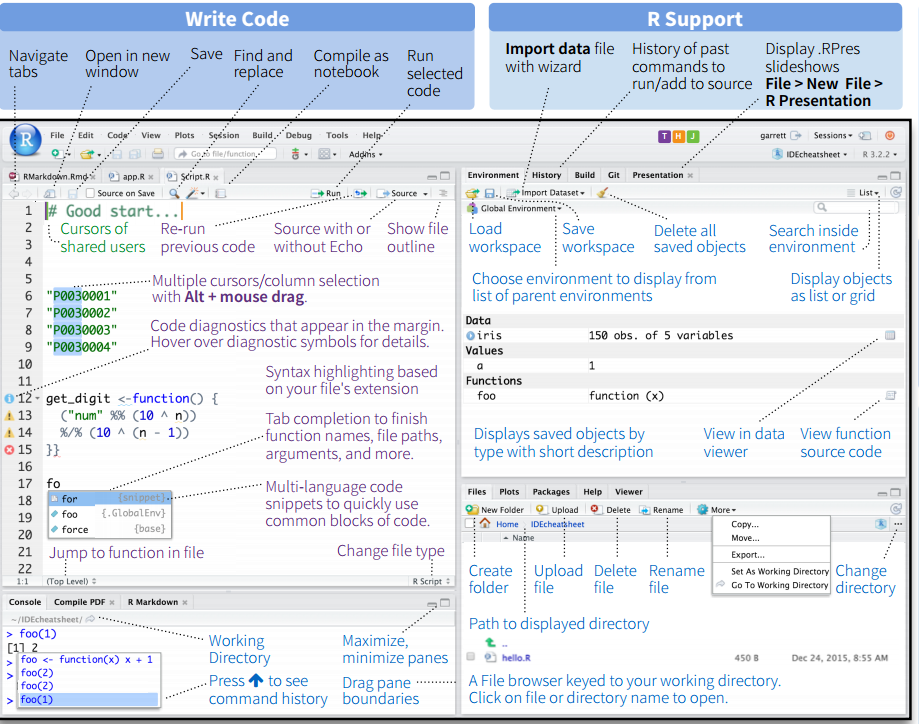 Write Code
R Support
Navigate tabs
Open in new window
Save
Find and replace
Compile as notebook
Run selected code
Import data file with wizard
History of past commands to run/add to source
Display .RPres slideshows
File > New File > R Presentation
R
File Edit Code View Plots Session Build Debug Tools Help
Go to file/function
Addins
T H J
garrett
Sessions
IDEcheatsheet
R 3.2.2
RMarkdown.Rmd
app.R
Script.R
Source on Save
Run
Source
1 # Good start...
2
3
4
5
6 "P0030001"
7 "P0030002"
8 "P0030003"
9 "P0030004"
10
11
12 get_digit <-function() {
13 ("num" %% (10 ^ n))
14 %/% (10 ^ (n - 1))
15 }}
16
17 fo
18
19
20
21
22
Cursors of shared users
Re-run previous code
Source with or without Echo
Show file outline
Multiple cursors/column selection
with Alt + mouse drag.
Code diagnostics that appear in the margin.
Hover over diagnostic symbols for details.
Syntax highlighting based
on your file's extension
Tab completion to finish
function names, file paths,
arguments, and more.
for {snippet}
foo {.GlobalEnv}
force {base}
Multi-language code
snippets to quickly use
common blocks of code.
Jump to function in file
Change file type
1:1 (Top Level)
R Script
Console
Compile PDF
R Markdown
~/IDEcheatsheet/
> foo(1)
[1] 2
>
>
>
foo <- function(x) x + 1
foo(2)
foo(2)
foo(1)
Working Directory
Maximize, minimize panes
Press to see
command history
Drag pane boundaries
Environment
History
Build
Git
Presentation
Import Dataset
List
Global Environment
Load workspace
Save workspace
Delete all saved objects
Search inside environment
Choose environment to display from
list of parent environments
Display objects as list or grid
Data
iris 150 obs. of 5 variables
Values
a 1
Functions
foo function (x)
Displays saved objects by
type with short description
View in data viewer
View function source code
Files
Plots
Packages
Help
Viewer
New Folder
Upload
Delete
Rename
More
Home
IDEcheatsheet
Name
Copy...
Move...
Export...
Set As Working Directory
Go To Working Directory
Create folder
Upload file
Delete file
Rename file
Change directory
Path to displayed directory
..
hello.R
450 B
Dec 24, 2015, 8:55 AM
A File browser keyed to your working directory.
Click on file or directory name to open.